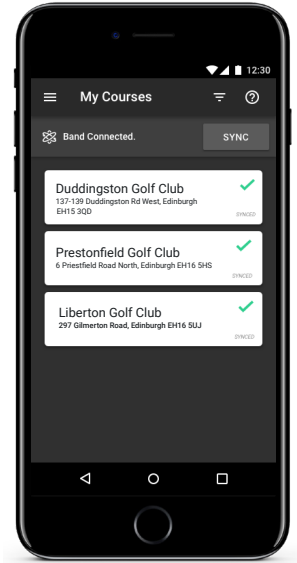 12:30
My Courses
Band Connected.
SYNC
Duddingston Golf Club
137-139 Duddingston Rd West, Edinburgh
EH15 3QD
SYNCED
Prestonfield Golf Club
6 Priestfield Road North, Edinburgh EH16 5HS
SYNCED
Liberton Golf Club
297 Gilmerton Road, Edinburgh EH16 5UJ
SYNCED